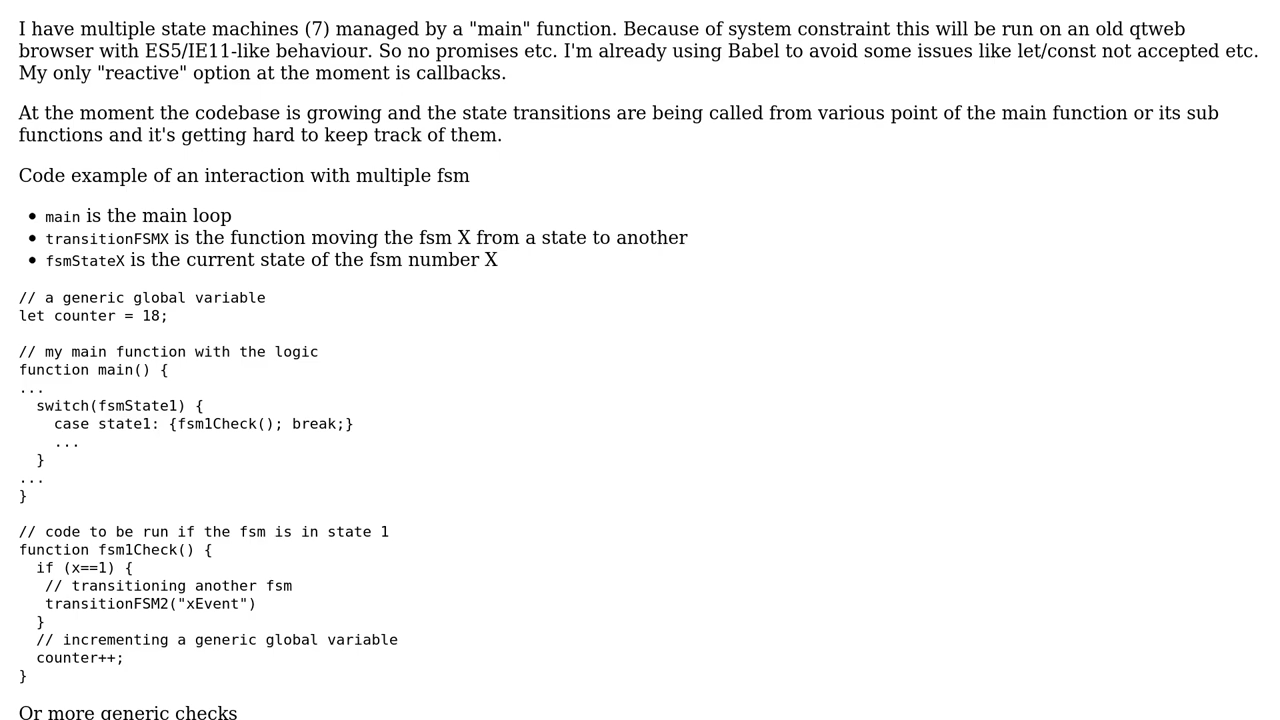 I have multiple state machines (7) managed by a "main" function. Because of system constraint this will be run on an old qtweb
browser with ES5/IE11-like behaviour. So no promises etc. I'm already using Babel to avoid some issues like let/const not accepted etc.
My only "reactive" option at the moment is callbacks.
At the moment the codebase is growing and the state transitions are being called from various point of the main function or its sub
functions and it's getting hard to keep track of them.
Code example of an interaction with multiple fsm
• main is the main loop
• transitionFSMX is the function moving the fsm X from a state to another
• fsmStateX is the current state of the fsm number X
// a generic global variable
let counter = 18;
// my main function with the logic
function main() {
...
  switch(fsmState1) {
    case state1: {fsm1Check(); break;}
    ...
  }
...
}
// code to be run if the fsm is in state 1
function fsm1Check() {
  if (x==1) {
   // transitioning another fsm
   transitionFSM2("xEvent")
  }
  // incrementing a generic global variable
  counter++;
}
Or more generic checks